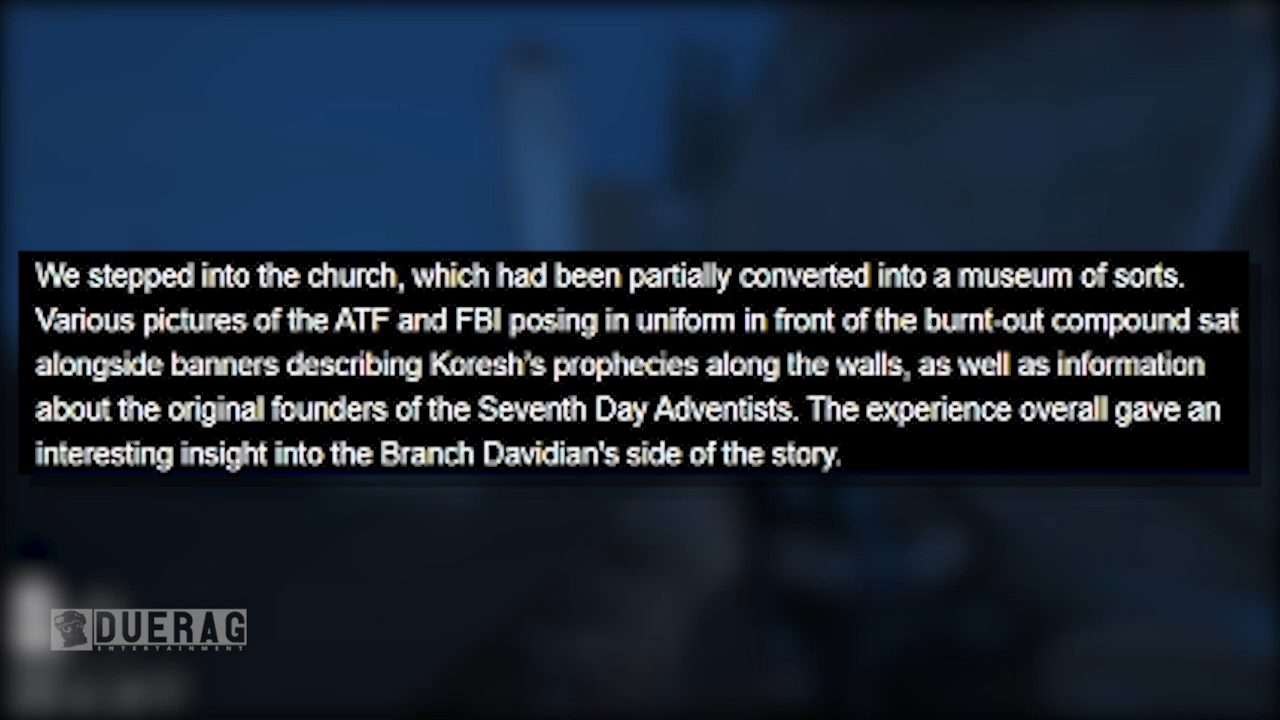 We stepped into the church, which had been partially converted into a museum of sorts.
Various pictures of the ATF and FBI posing in uniform in front of the burnt-out compound sat
alongside banners describing Koresh's prophecies along the walls, as well as information
about the original founders of the Seventh Day Adventists. The experience overall gave an
interesting insight into the Branch Davidian's side of the story.
DUERAG
ENTERTAINMENT